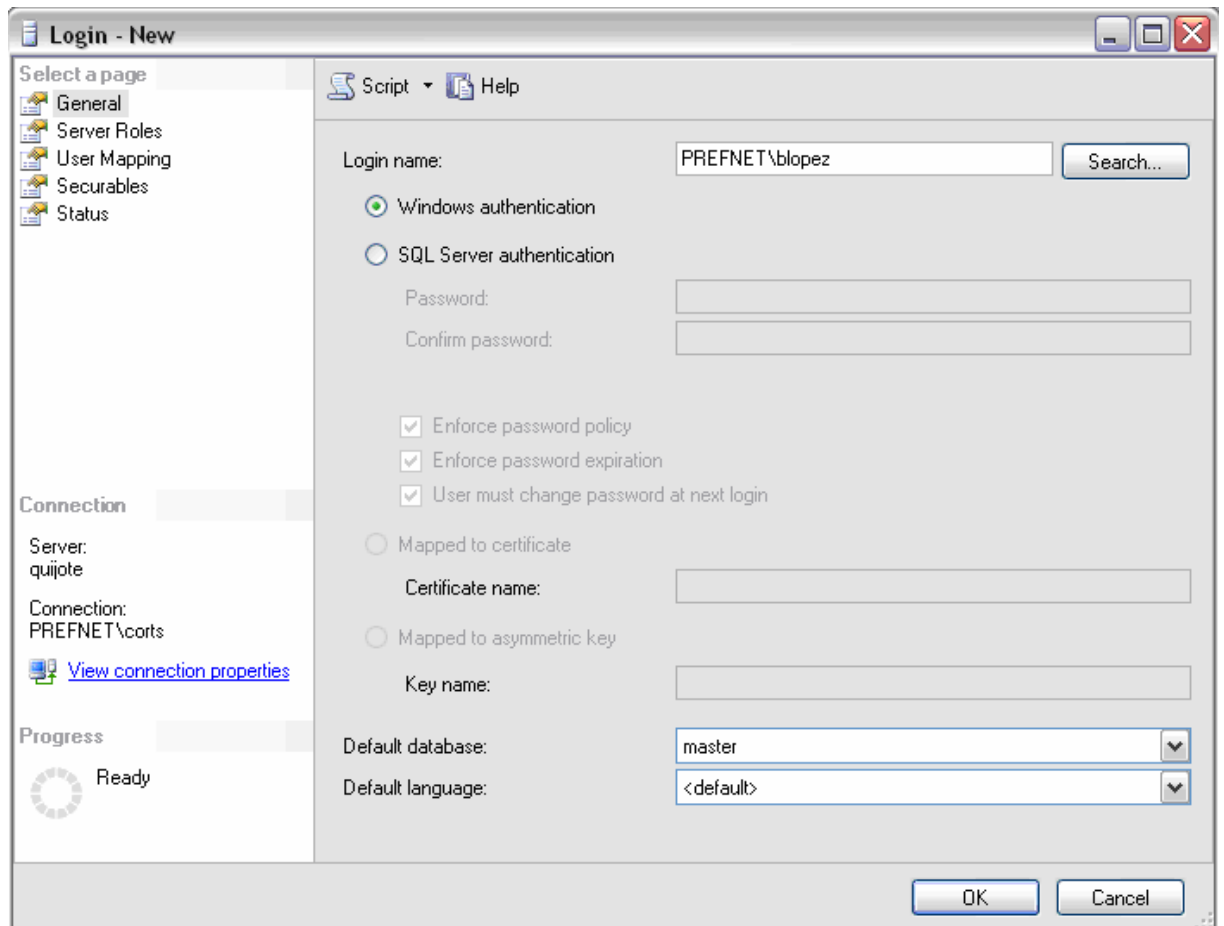 Login - New
Select a page
General
Server Roles
User Mapping
Securables
Status
Connection
Server:
quijote
Connection:
PREFNET\corts
View connection properties
Progress
Ready
Script Help
Login name: PREFNET\blopez Search...
Windows authentication
SQL Server authentication
Password:
Confirm password:
Enforce password policy
Enforce password expiration
User must change password at next login
Mapped to certificate
Certificate name:
Mapped to asymmetric key
Key name:
Default database: master
Default language: <default>
OK Cancel